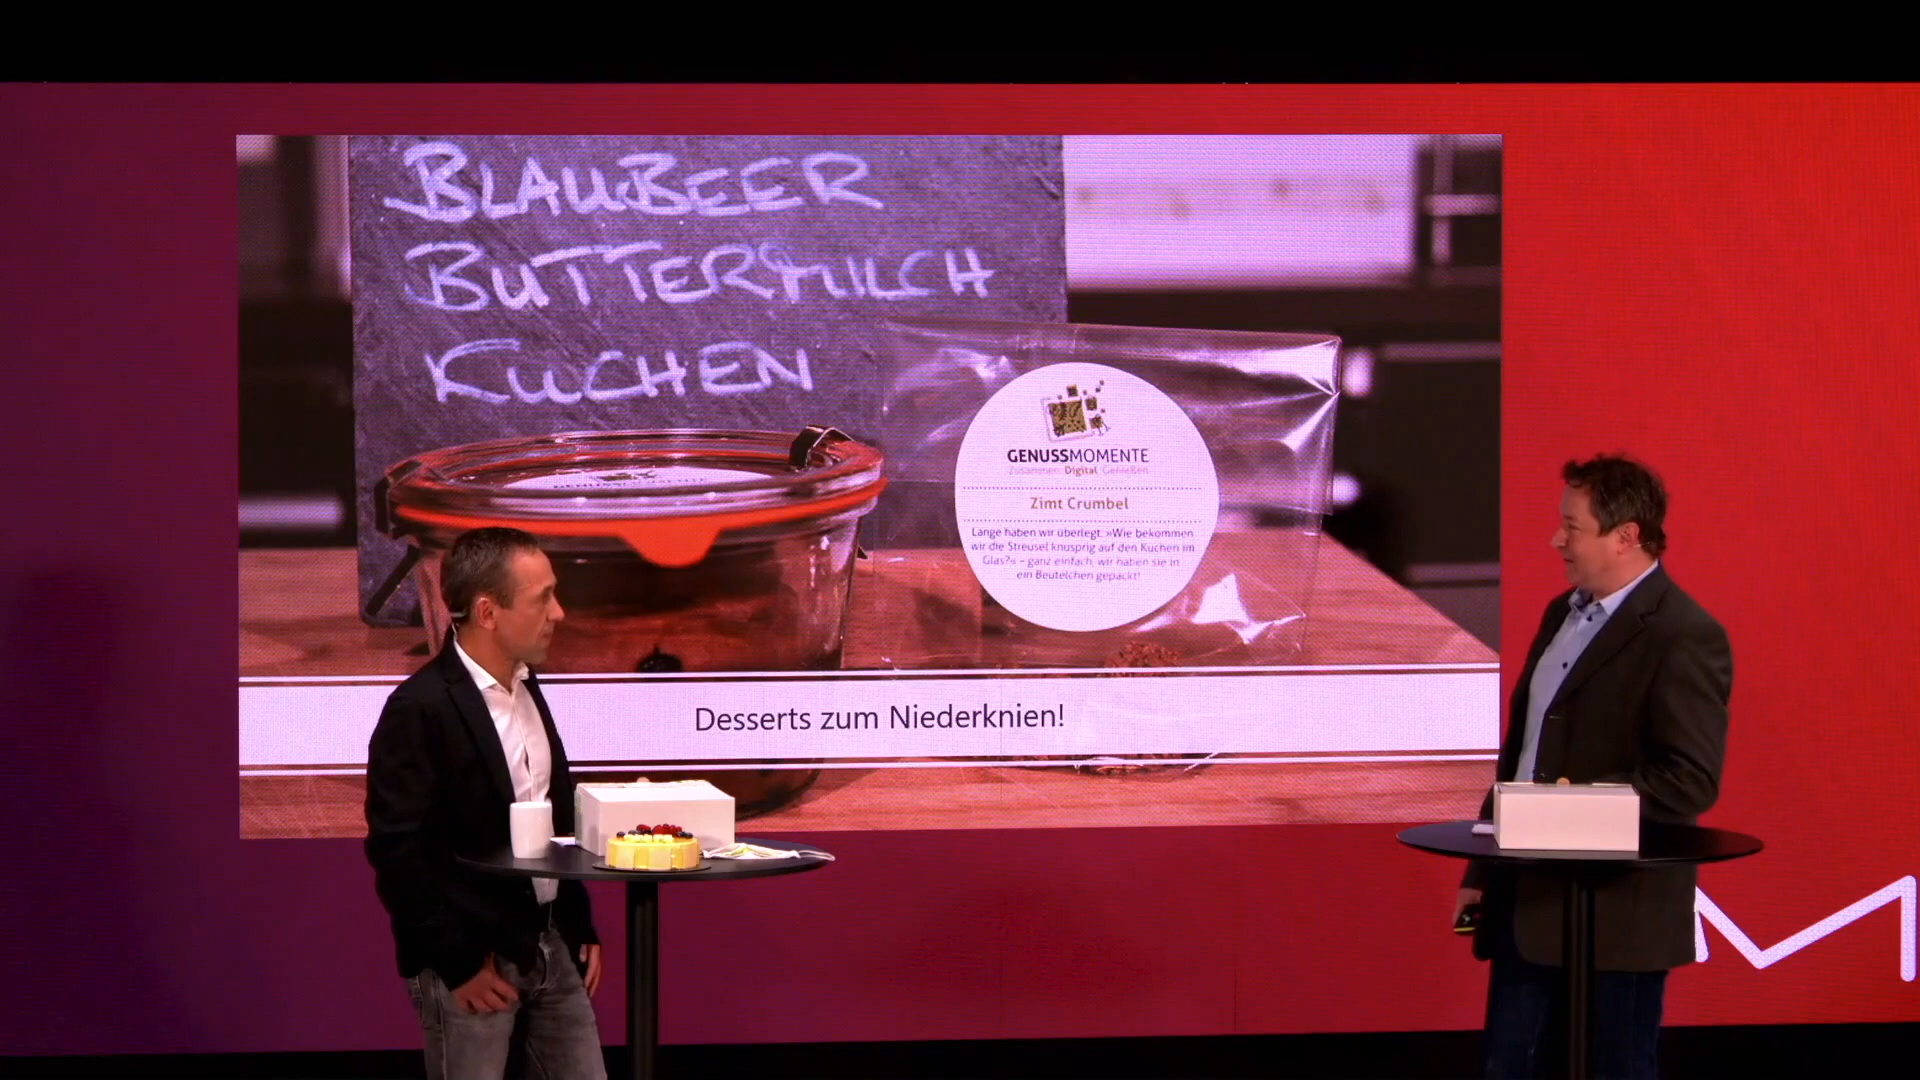 BLAUBEER
BUTTERMILCH
KUCHEN
GENUSSMOMENTE
Zusammen. Digital. Genießen.
Zimt Crumbel
Lange haben wir überlegt: »Wie bekommen
wir die Streusel knusprig auf den Kuchen im
Glas?« – ganz einfach, wir haben sie in
ein Beutelchen gepackt!
GENUSSMOMENTE
Desserts zum Niederknien!
M